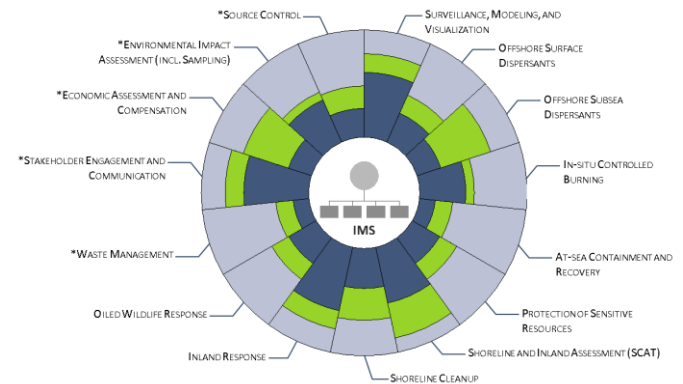 *Source Control
Surveillance, Modeling, and
Visualization
*Environmental Impact
Assessment (incl. Sampling)
Offshore Surface
Dispersants
*Economic Assessment and
Compensation
Offshore Subsea
Dispersants
*Stakeholder Engagement and
Communication
In-situ Controlled
Burning
IMS
*Waste Management
At-sea Containment and
Recovery
Oiled Wildlife Response
Protection of Sensitive
Resources
Inland Response
Shoreline and Inland Assessment (SCAT)
Shoreline Cleanup